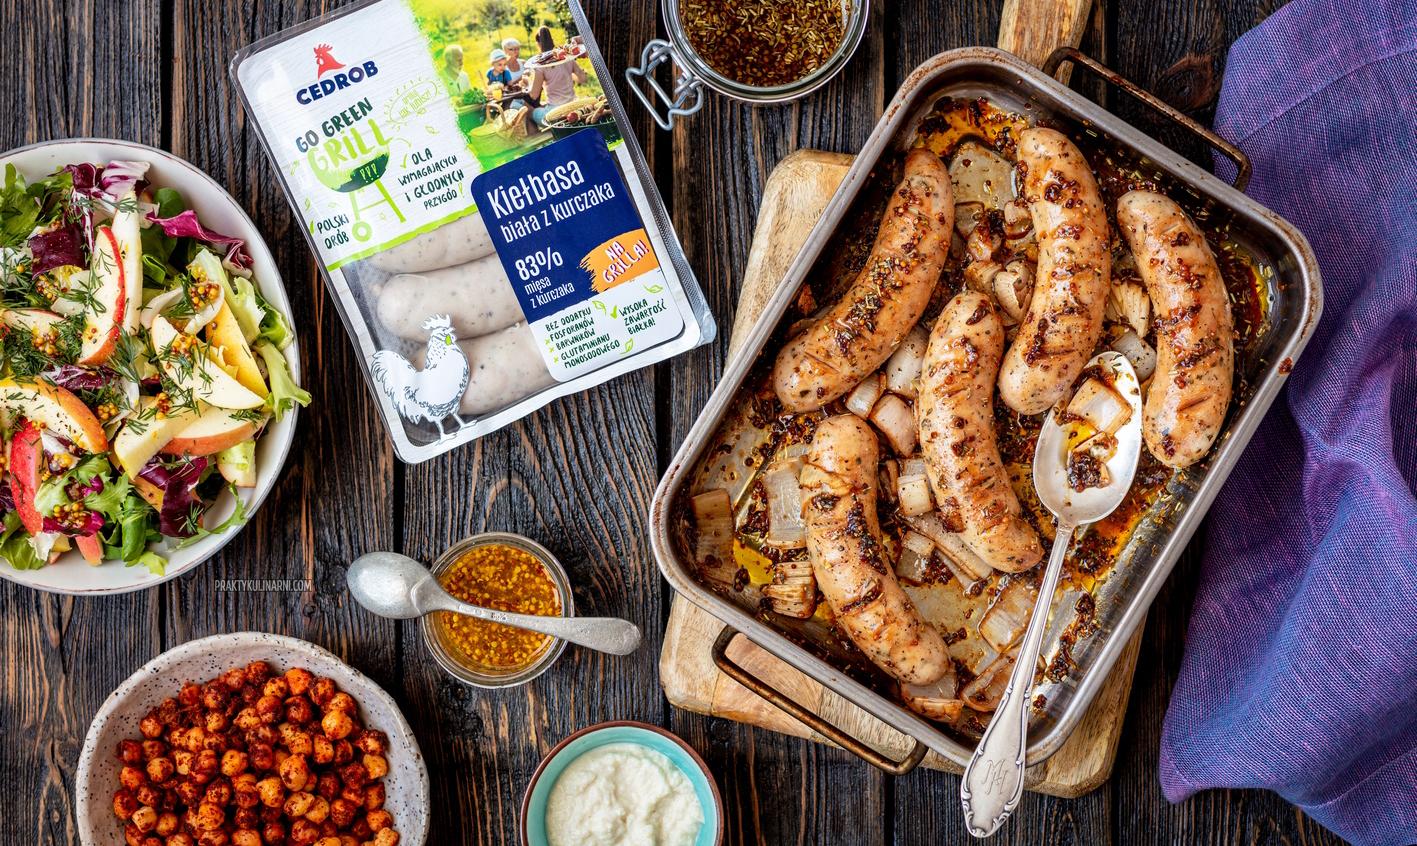 CEDROB
GO GREEN
GRILL
OLA
WYMAGAJĄCYCH
I GŁODNYCH
PRZYGÓD!
POLSKI
DRÓB
Kiełbasa
biała z kurczaka
83%
mięsa
z kurczaka
NA
GRILLA!
BEZ DODATKU
FOSFORANÓW
BARWNIKÓW
GLUTAMINIANU
MONOSODOWEGO
WYSOKA
ZAWARTOŚĆ
BIAŁKA!
PRAKTYKULINARNI.COM